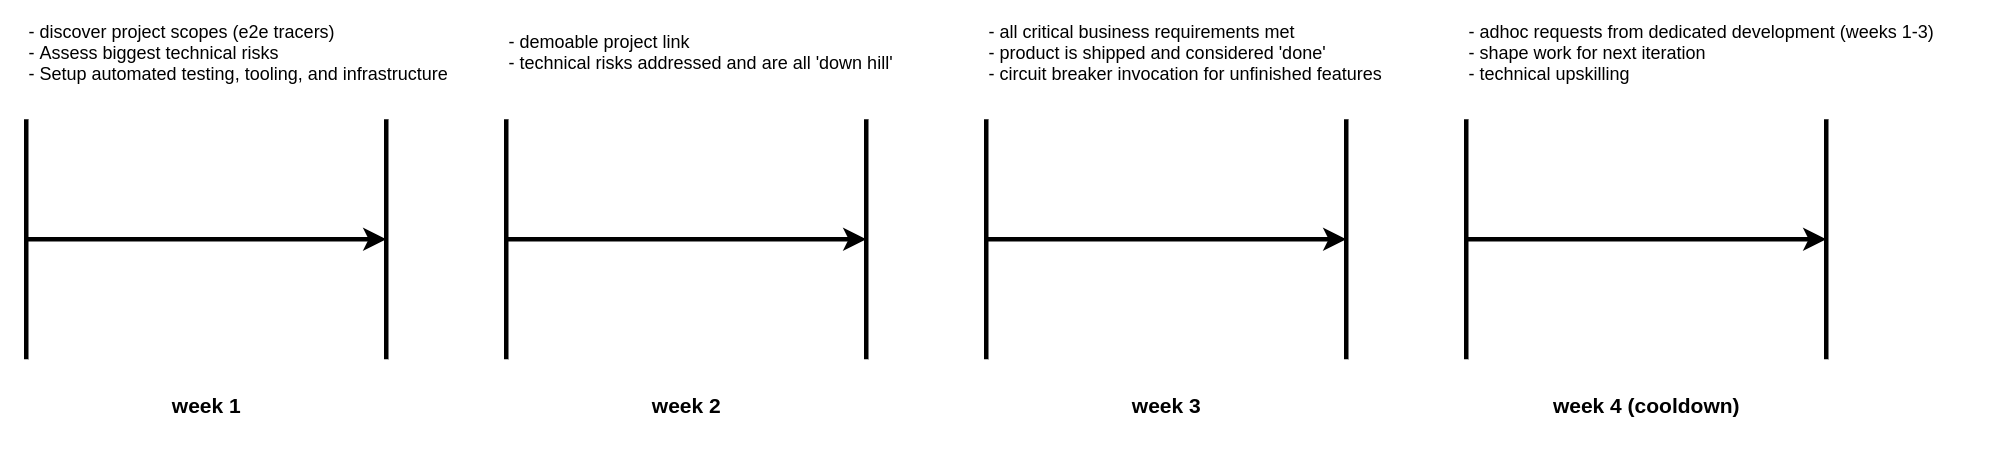 - discover project scopes (e2e tracers)
- Assess biggest technical risks
- Setup automated testing, tooling, and infrastructure
- demoable project link
- technical risks addressed and are all 'down hill'
- all critical business requirements met
- product is shipped and considered 'done'
- circuit breaker invocation for unfinished features
- adhoc requests from dedicated development (weeks 1-3)
- shape work for next iteration
- technical upskilling
week 1
week 2
week 3
week 4 (cooldown)